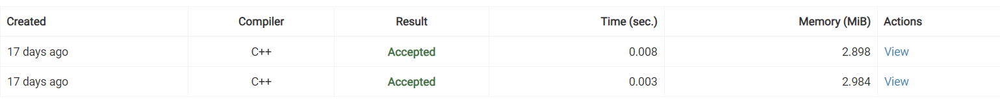 Created Compiler Result Time (sec.) Memory (MiB) Actions
17 days ago C++ Accepted 0.008 2.898 View
17 days ago C++ Accepted 0.003 2.984 View